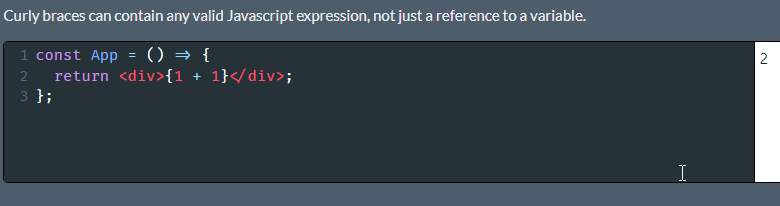 Curly braces can contain any valid Javascript expression, not just a reference to a variable.
1 const App = () => {
2   return <div>{1 + 1}</div>;
3 };
2